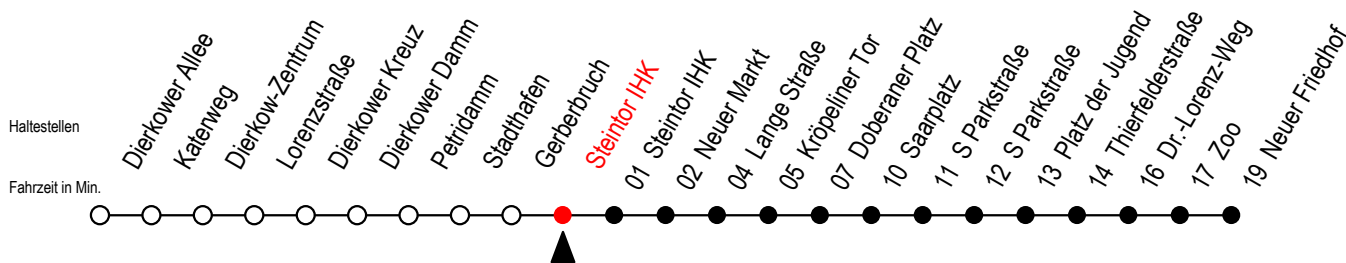 Haltestellen
Fahrzeit in Min.
Dierkower Allee
Katerweg
Dierkow-Zentrum
Lorenzstraße
Dierkower Kreuz
Dierkower Damm
Petridamm
Stadthafen
Gerberbruch
Steintor IHK
01 Steintor IHK
02 Neuer Markt
04 Lange Straße
05 Kröpeliner Tor
07 Doberaner Platz
10 Saarplatz
11 S Parkstraße
12 S Parkstraße
13 Platz der Jugend
14 Thierfelderstraße
16 Dr.-Lorenz-Weg
17 Zoo
19 Neuer Friedhof